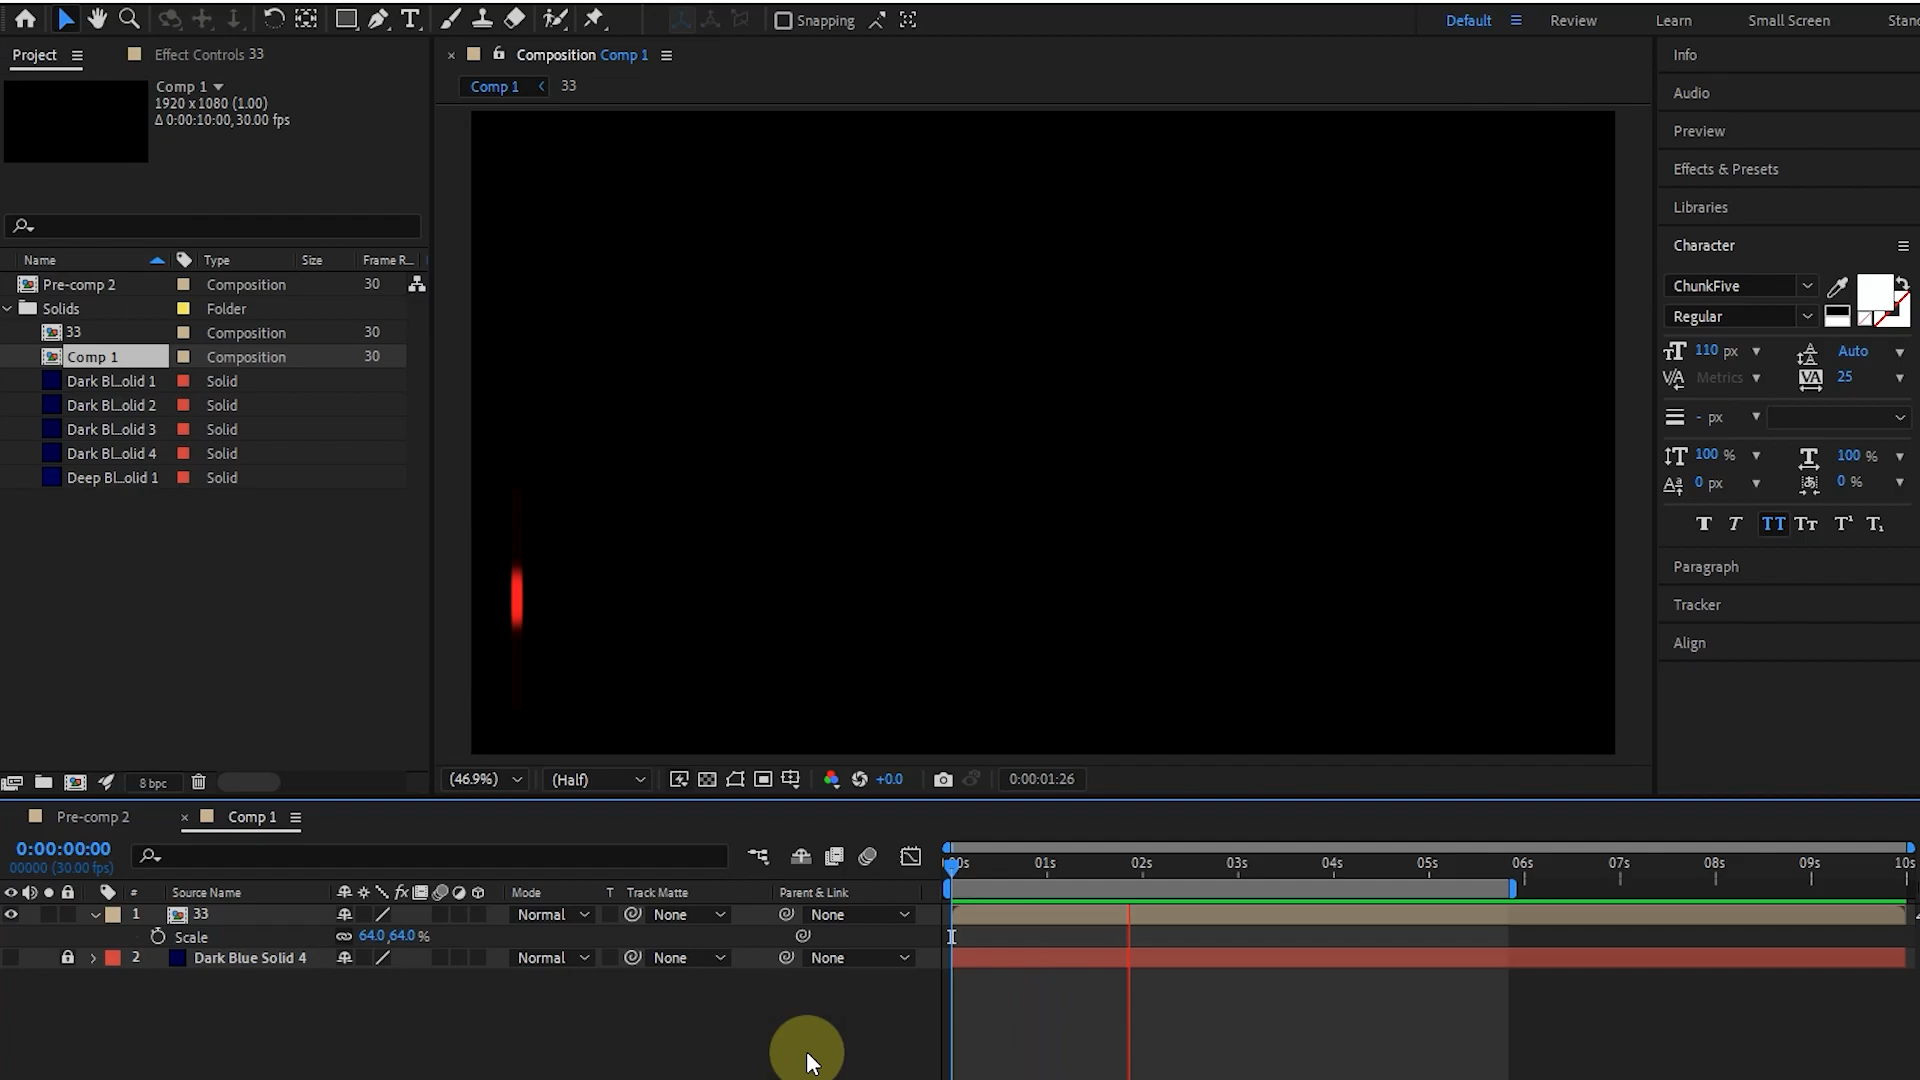 Snapping
Default
Review
Learn
Small Screen
Stand
Project
Effect Controls 33
Composition Comp 1
Comp 1
33
Comp 1
1920 x 1080 (1.00)
Δ 0:00:10:00, 30.00 fps
Name
Type
Size
Frame R...
Pre-comp 2
Composition
30
Solids
Folder
33
Composition
30
Comp 1
Composition
30
Dark Bl...olid 1
Solid
Dark Bl...olid 2
Solid
Dark Bl...olid 3
Solid
Dark Bl...olid 4
Solid
Deep Bl...olid 1
Solid
8 bpc
(46.9%)
(Half)
+0.0
0:00:01:26
Info
Audio
Preview
Effects & Presets
Libraries
Character
ChunkFive
Regular
110 px
Auto
Metrics
25
- px
100 %
100 %
0 px
0 %
Paragraph
Tracker
Align
Pre-comp 2
Comp 1
0:00:00:00
00000 (30.00 fps)
00s
01s
02s
03s
04s
05s
06s
07s
08s
09s
10s
#
Source Name
Mode
T
Track Matte
Parent & Link
1
33
Normal
None
None
Scale
64.0,64.0 %
2
Dark Blue Solid 4
Normal
None
None